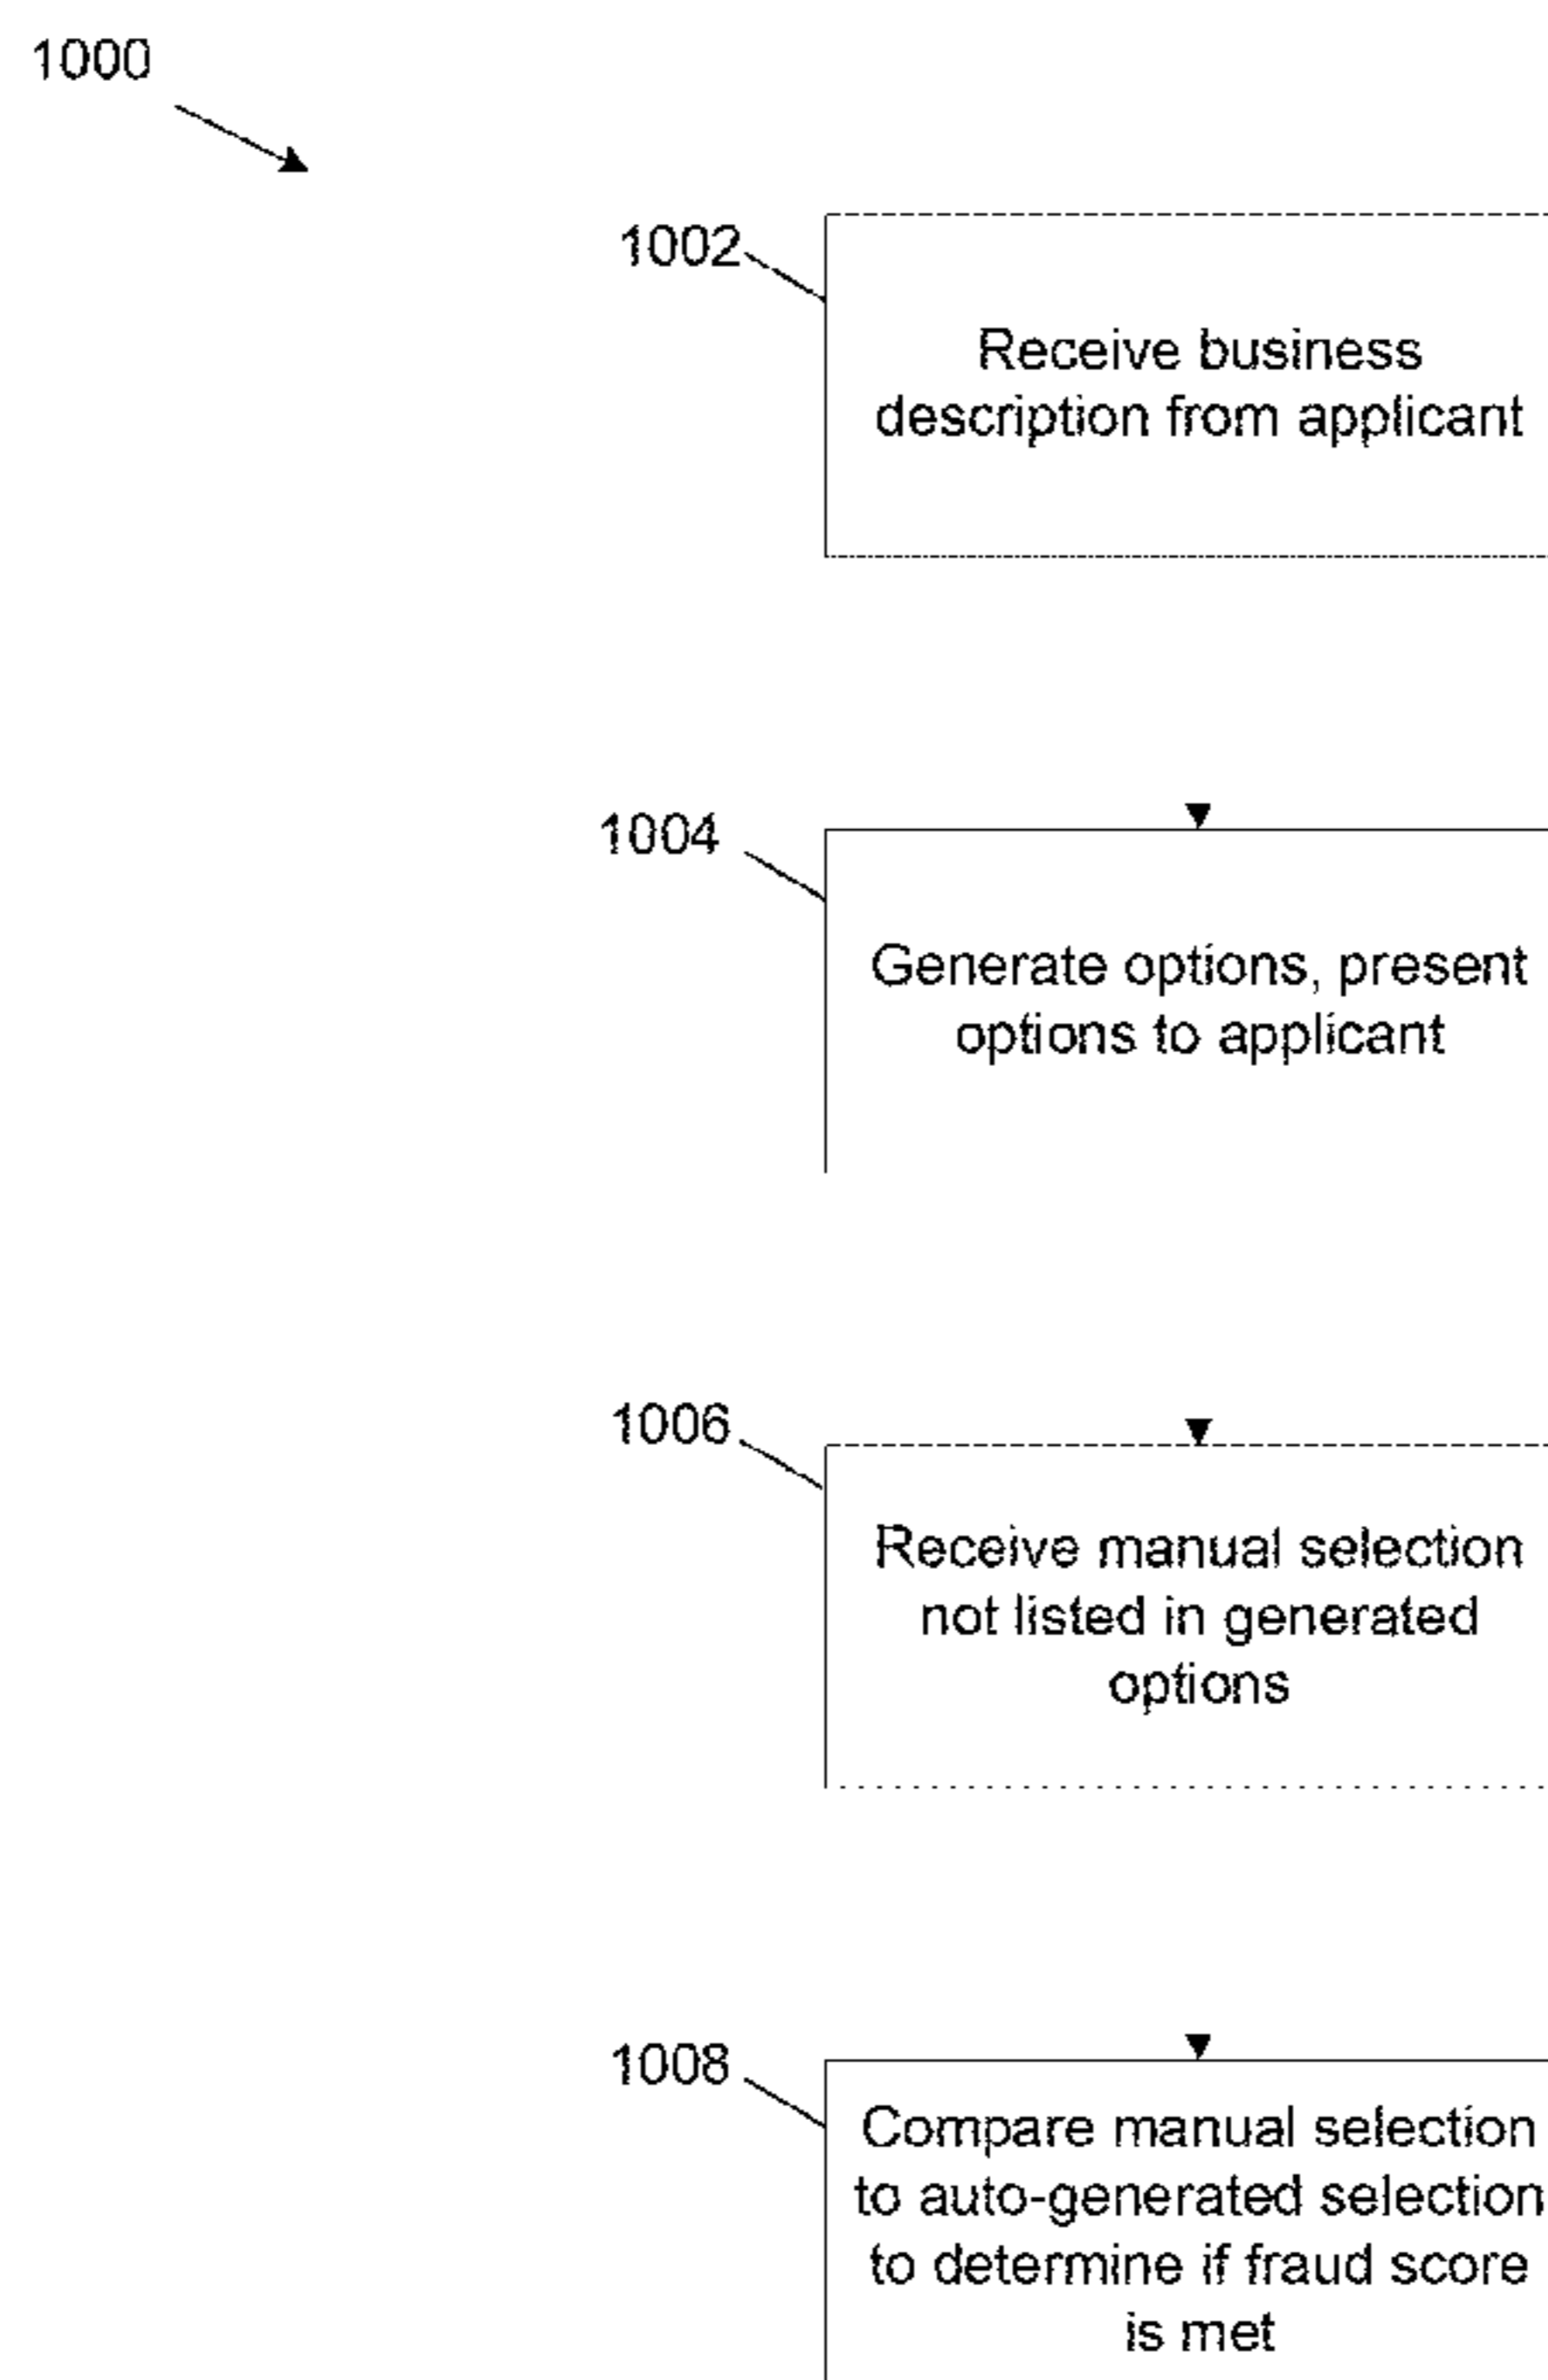 1000
1002
Receive business
description from applicant
1004
Generate options, present
options to applicant
1006
Receive manual selection
not listed in generated
options
1008
Compare manual selection
to auto-generated selection
to determine if fraud score
is met